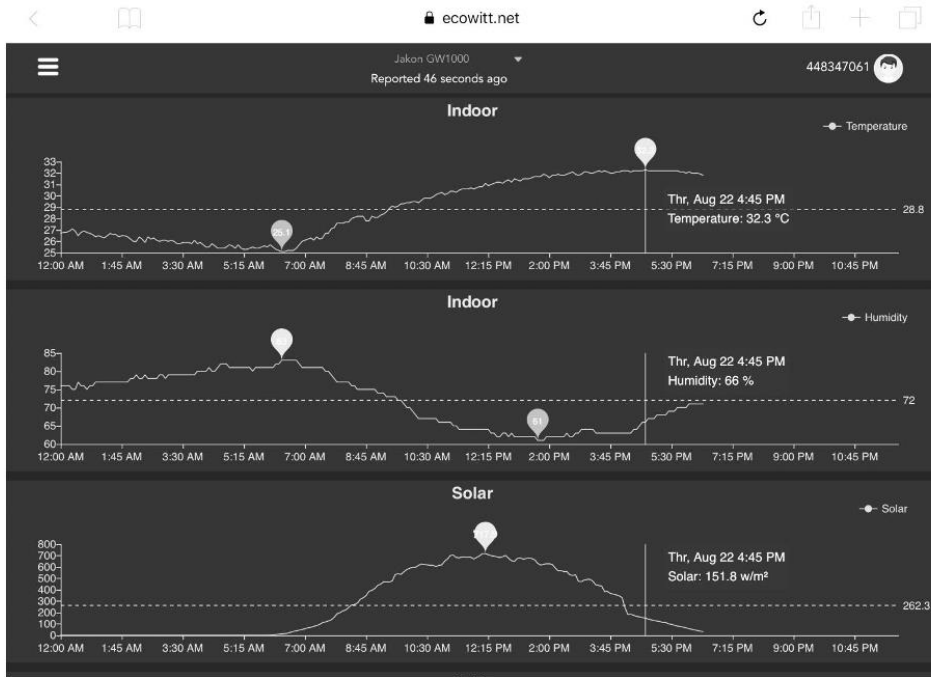 ecowitt.net
Jakon GW1000
Reported 46 seconds ago
448347061
Indoor
Temperature
33
32
31
30
29
28
27
26
25
25.1
28.8
Thr, Aug 22 4:45 PM
Temperature: 32.3 °C
12:00 AM 1:45 AM 3:30 AM 5:15 AM 7:00 AM 8:45 AM 10:30 AM 12:15 PM 2:00 PM 3:45 PM 5:30 PM 7:15 PM 9:00 PM 10:45 PM
Indoor
Humidity
85
80
75
70
65
60
61
72
Thr, Aug 22 4:45 PM
Humidity: 66 %
12:00 AM 1:45 AM 3:30 AM 5:15 AM 7:00 AM 8:45 AM 10:30 AM 12:15 PM 2:00 PM 3:45 PM 5:30 PM 7:15 PM 9:00 PM 10:45 PM
Solar
Solar
800
700
600
500
400
300
200
100
0
262.3
Thr, Aug 22 4:45 PM
Solar: 151.8 w/m²
12:00 AM 1:45 AM 3:30 AM 5:15 AM 7:00 AM 8:45 AM 10:30 AM 12:15 PM 2:00 PM 3:45 PM 5:30 PM 7:15 PM 9:00 PM 10:45 PM